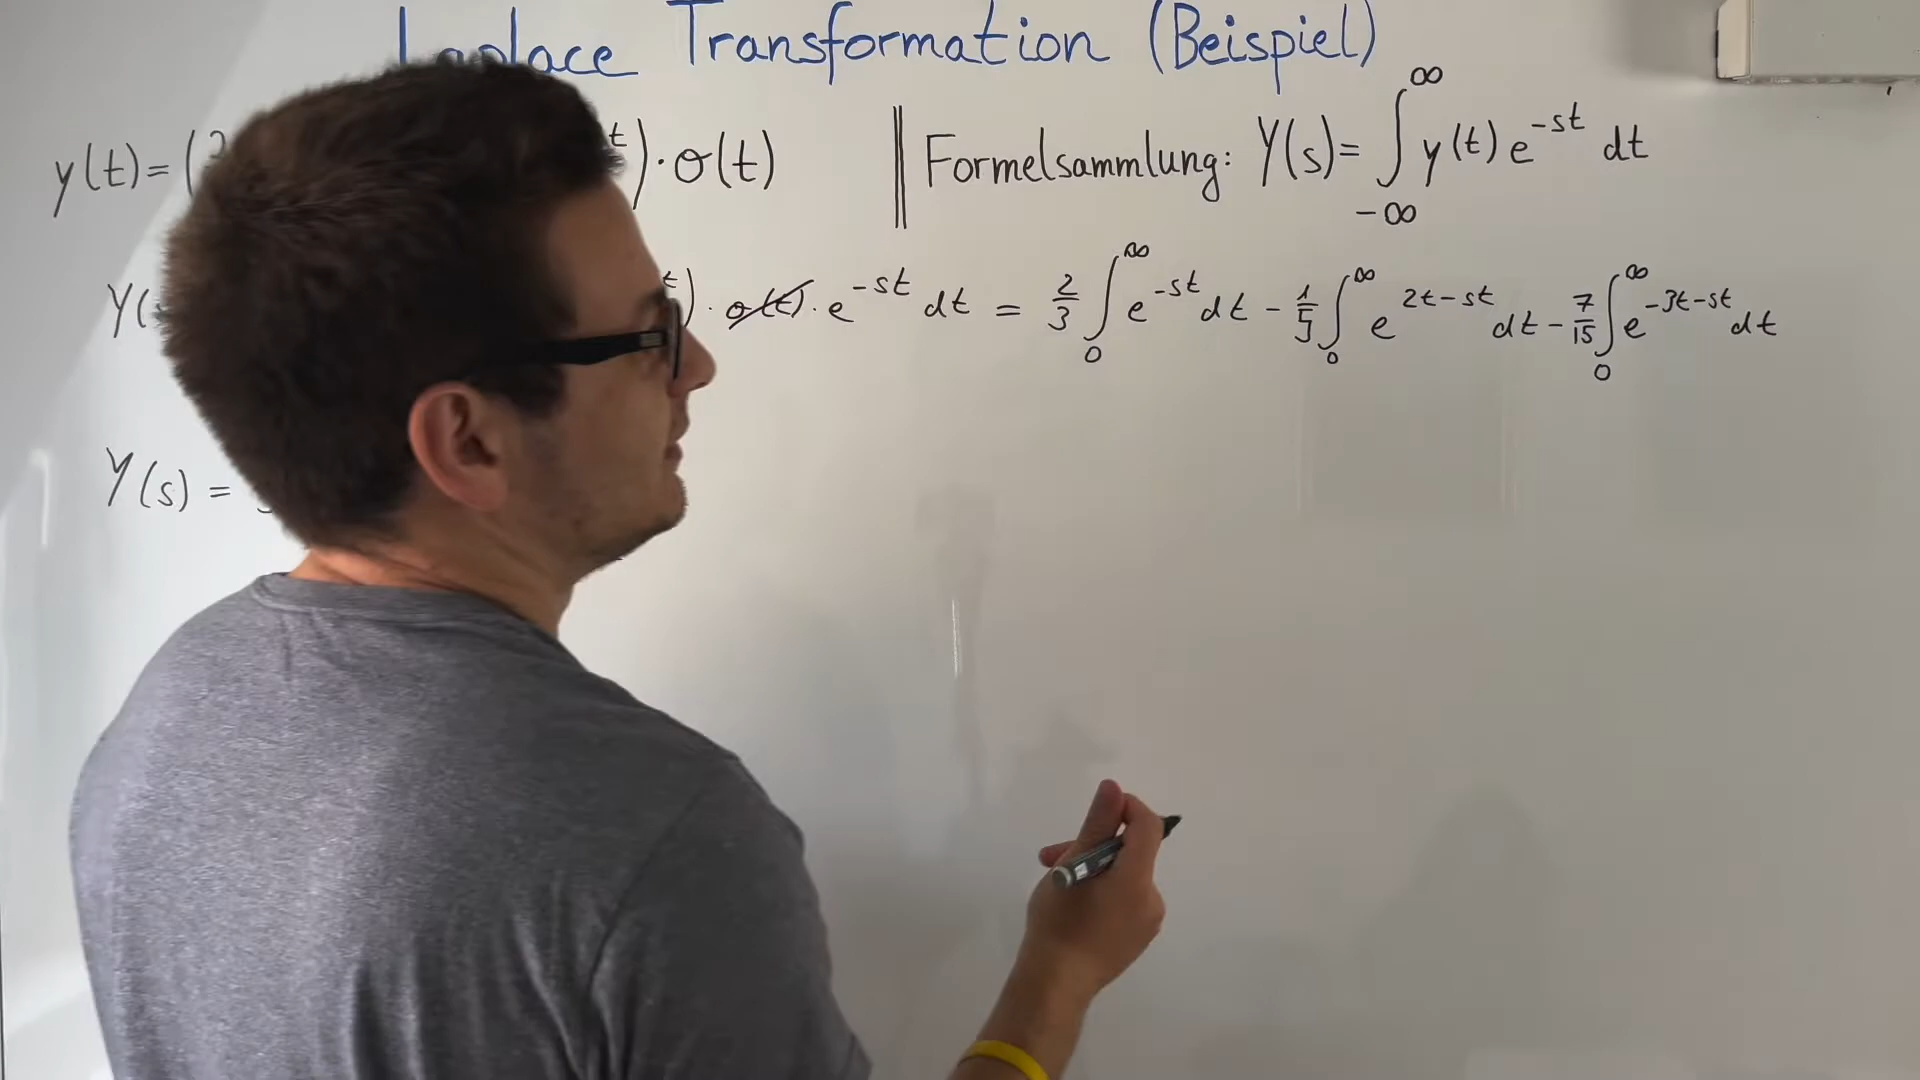 Laplace Transformation (Beispiel)
y(t)=( t)·σ(t) || Formelsammlung: Y(s)= ∫_{-∞}^{∞} y(t) e^{-st} dt
Y( t)·σ(t)·e^{-st} dt = 2/3 ∫_0^∞ e^{-st} dt - 1/5 ∫_0^∞ e^{2t-st} dt - 7/15 ∫_0^∞ e^{-3t-st} dt
Y(s) =